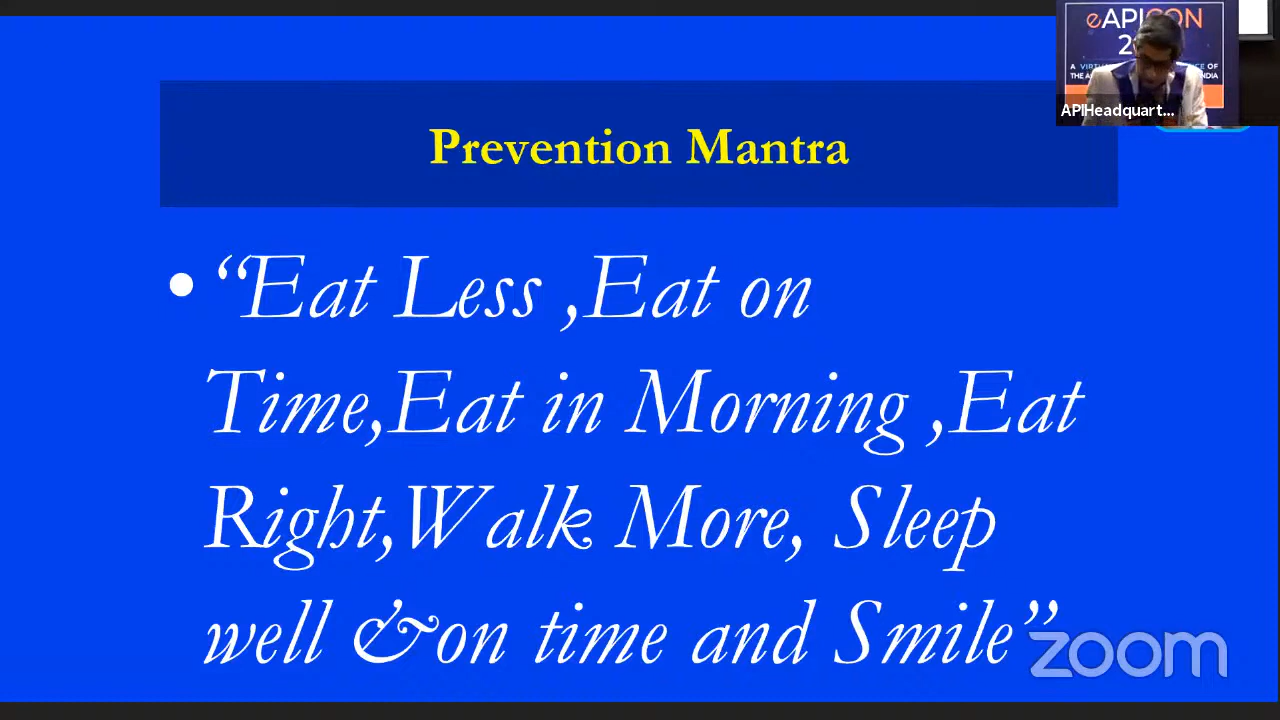 eAPICON
APIHeadquart...
Prevention Mantra
• “Eat Less ,Eat on
Time,Eat in Morning ,Eat
Right,Walk More, Sleep
well &on time and Smile”
zoom